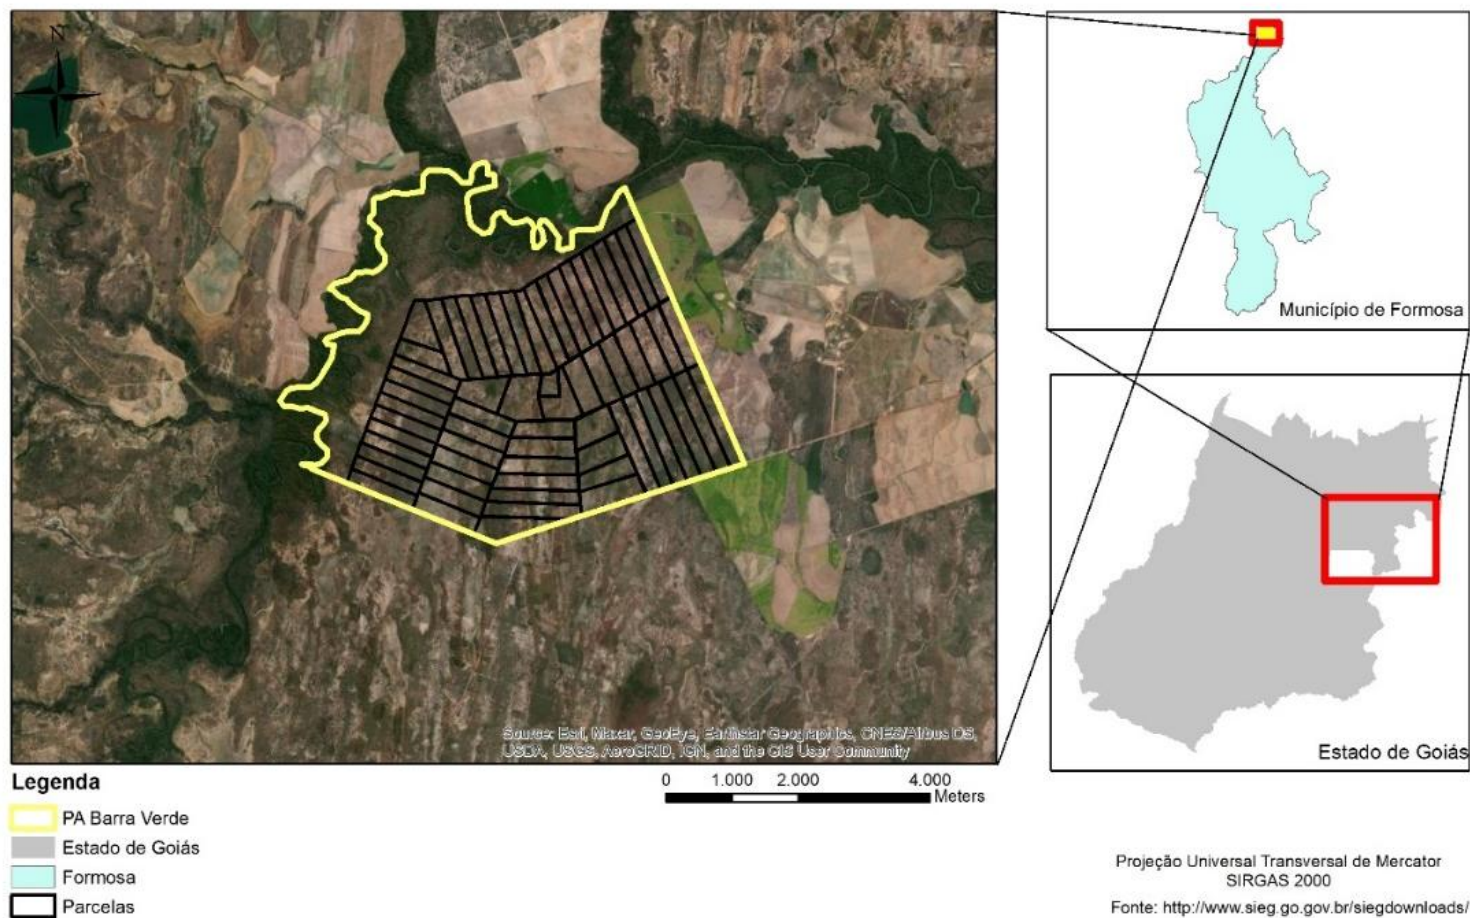 N
Município de Formosa
Estado de Goiás
Source: Esri, Maxar, GeoEye, Earthstar Geographics, CNES/Airbus DS,
USDA, USGS, AeroGRID, IGN, and the GIS User Community
Legenda
PA Barra Verde
Estado de Goiás
Formosa
Parcelas
0 1.000 2.000 4.000
Meters
Projeção Universal Transversal de Mercator
SIRGAS 2000
Fonte: http://www.sieg.go.gov.br/siegdownloads/